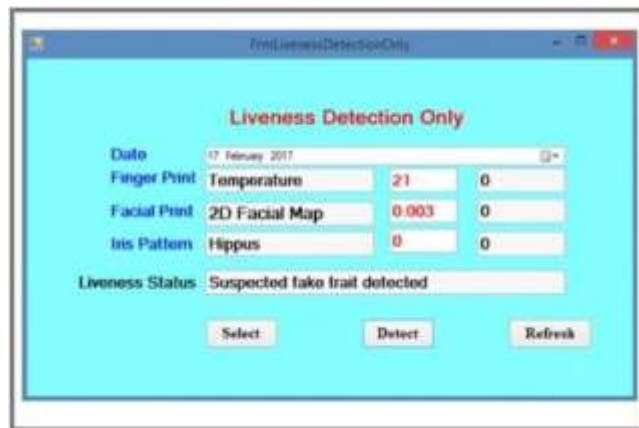 FrmLivenessDetectionOnly
Liveness Detection Only
Date 17 February 2017
Finger Print Temperature 21 0
Facial Print 2D Facial Map 0.003 0
Iris Pattern Hippus 0 0
Liveness Status Suspected fake trait detected
Select Detect Refresh